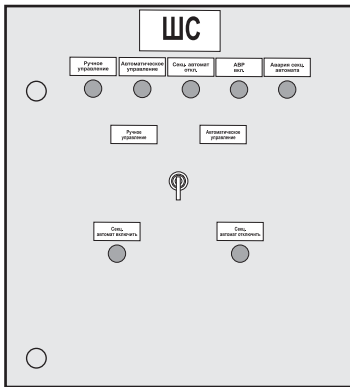 ШС
Ручное
управление
Автоматическое
управление
Секц. автомат
откл.
АВР
вкл.
Авария секц.
автомата
Ручное
управление
Автоматическое
управление
Секц.
автомат включить
Секц.
автомат отключить